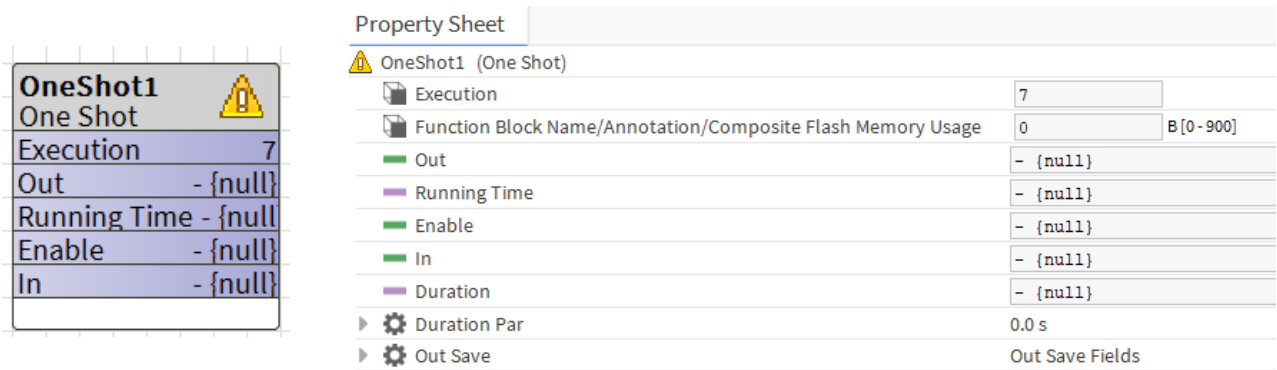 OneShot1
One Shot
Execution 7
Out - {null}
Running Time - {null
Enable - {null}
In - {null}
Property Sheet
OneShot1 (One Shot)
Execution 7
Function Block Name/Annotation/Composite Flash Memory Usage 0 B [0 - 900]
Out - {null}
Running Time - {null}
Enable - {null}
In - {null}
Duration - {null}
Duration Par 0.0 s
Out Save Out Save Fields